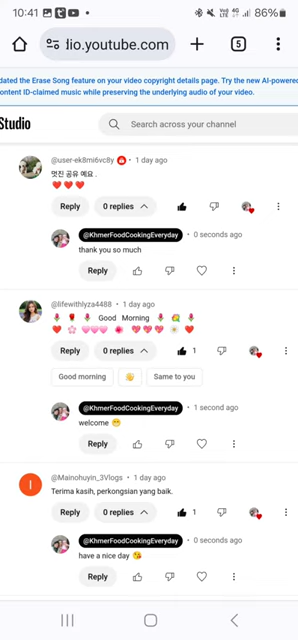 10:41
86%
dio.youtube.com
5
dated the Erase Song feature on your video copyright details page. Try the new AI-powered
ontent ID-claimed music while preserving the underlying audio of your video.
Studio
Search across your channel
@user-ek8mi6vc8y • 1 day ago
멋진 공유 예요 .
❤️❤️❤️
Reply 0 replies
@KhmerFoodCookingEveryday • 0 seconds ago
thank you so much
Reply
@lifewithlyza4488 • 1 day ago
Good Morning
Reply 0 replies 1
Good morning 👋 Same to you
@KhmerFoodCookingEveryday • 1 second ago
welcome 😁
Reply
@Mainohuyin_3Vlogs • 1 day ago
Terima kasih, perkongsian yang baik.
Reply 0 replies 1
@KhmerFoodCookingEveryday • 0 seconds ago
have a nice day 😘
Reply